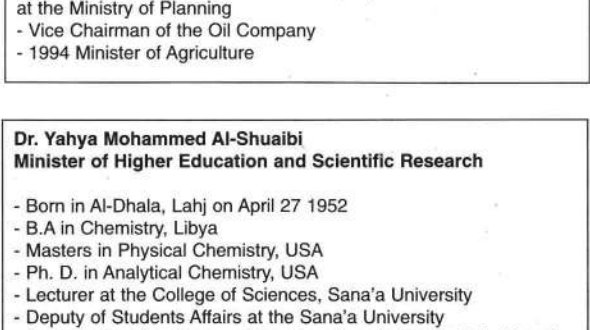 at the Ministry of Planning
- Vice Chairman of the Oil Company
- 1994 Minister of Agriculture
Dr. Yahya Mohammed Al-Shuaibi
Minister of Higher Education and Scientific Research
- Born in Al-Dhala, Lahj on April 27 1952
- B.A in Chemistry, Libya
- Masters in Physical Chemistry, USA
- Ph. D. in Analytical Chemistry, USA
- Lecturer at the College of Sciences, Sana'a University
- Deputy of Students Affairs at the Sana'a University